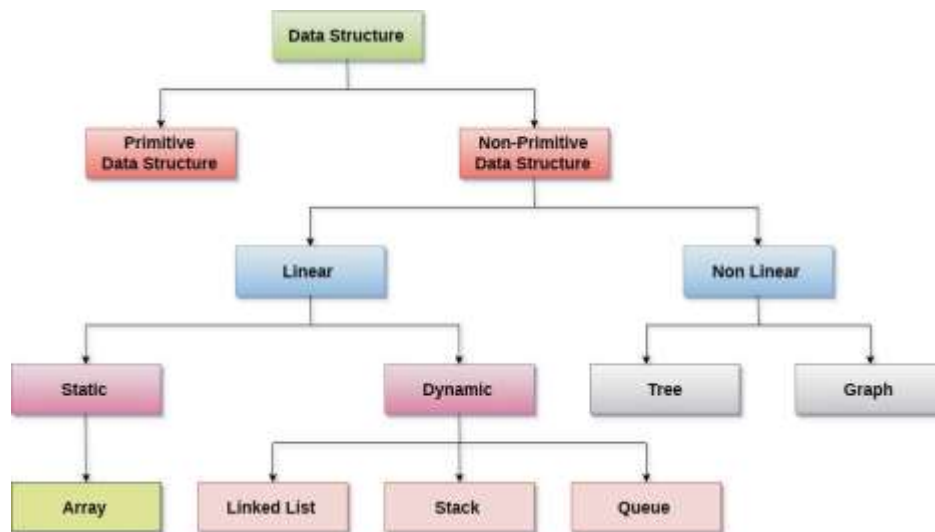 Data Structure
Primitive
Data Structure
Non-Primitive
Data Structure
Linear
Non Linear
Static
Dynamic
Tree
Graph
Array
Linked List
Stack
Queue